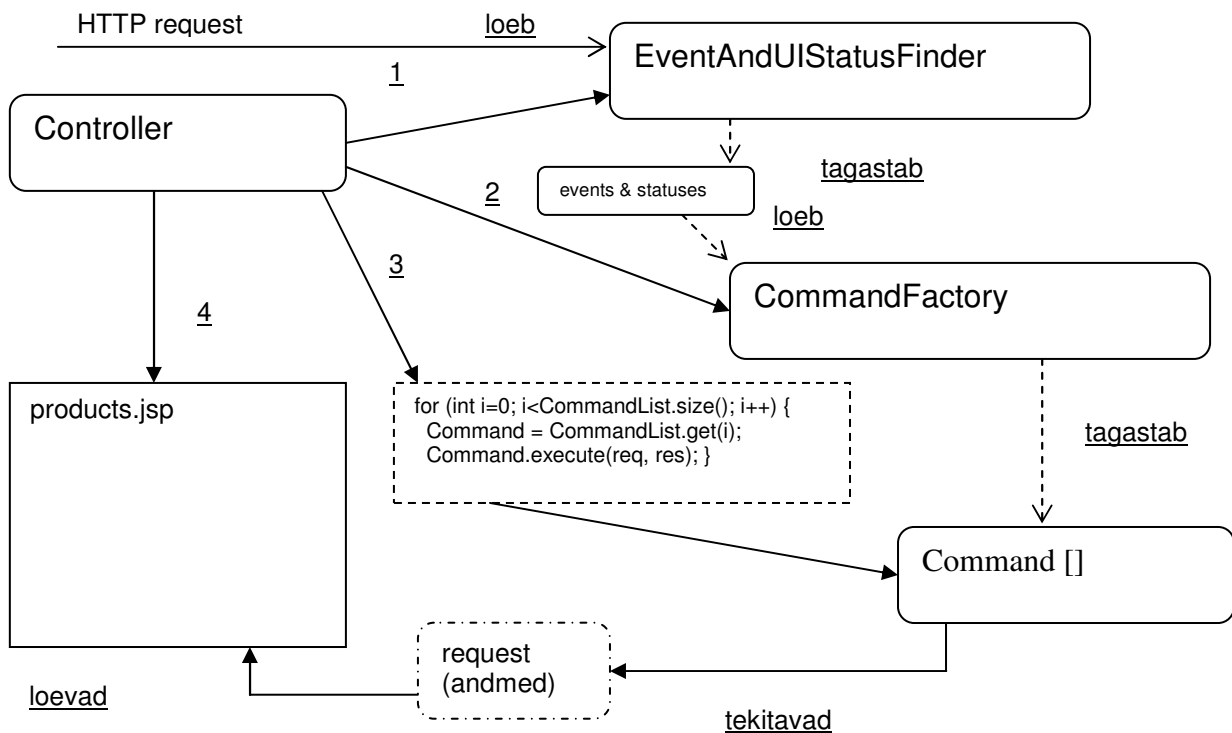 HTTP request
loeb
EventAndUIStatusFinder
1
Controller
tagastab
events & statuses
2
loeb
3
CommandFactory
4
products.jsp
for (int i=0; i<CommandList.size(); i++) {
Command = CommandList.get(i);
Command.execute(req, res); }
tagastab
Command []
request
(andmed)
loevad
tekitavad